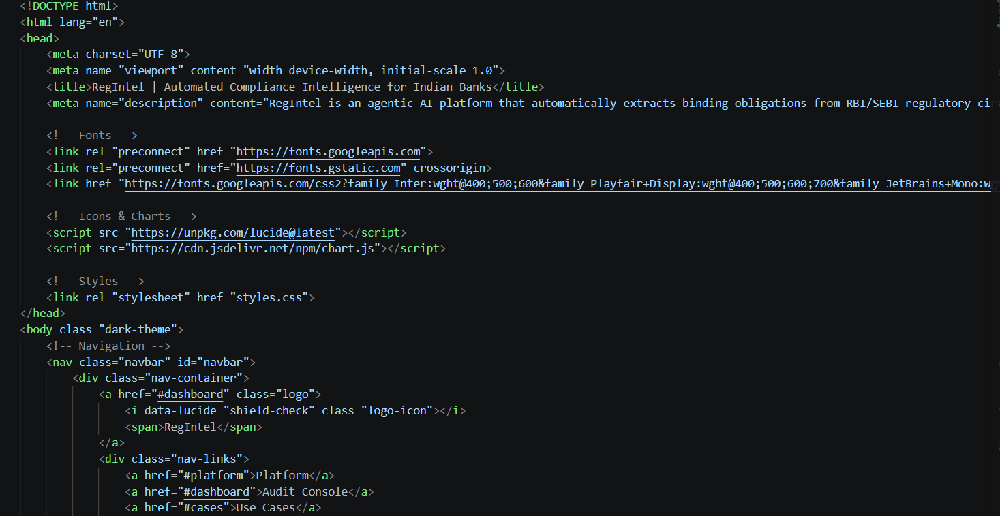 <!DOCTYPE html>
<html lang="en">
<head>
    <meta charset="UTF-8">
    <meta name="viewport" content="width=device-width, initial-scale=1.0">
    <title>RegIntel | Automated Compliance Intelligence for Indian Banks</title>
    <meta name="description" content="RegIntel is an agentic AI platform that automatically extracts binding obligations from RBI/SEBI regulatory

    <!-- Fonts -->
    <link rel="preconnect" href="https://fonts.googleapis.com">
    <link rel="preconnect" href="https://fonts.gstatic.com" crossorigin>
    <link href="https://fonts.googleapis.com/css2?family=Inter:wght@400;500;600&family=Playfair+Display:wght@400;500;600;700&family=JetBrains+Mono:w

    <!-- Icons & Charts -->
    <script src="https://unpkg.com/lucide@latest"></script>
    <script src="https://cdn.jsdelivr.net/npm/chart.js"></script>

    <!-- Styles -->
    <link rel="stylesheet" href="styles.css">
</head>
<body class="dark-theme">
    <!-- Navigation -->
    <nav class="navbar" id="navbar">
        <div class="nav-container">
            <a href="#dashboard" class="logo">
                <i data-lucide="shield-check" class="logo-icon"></i>
                <span>RegIntel</span>
            </a>
            <div class="nav-links">
                <a href="#platform">Platform</a>
                <a href="#dashboard">Audit Console</a>
                <a href="#cases">Use Cases</a>